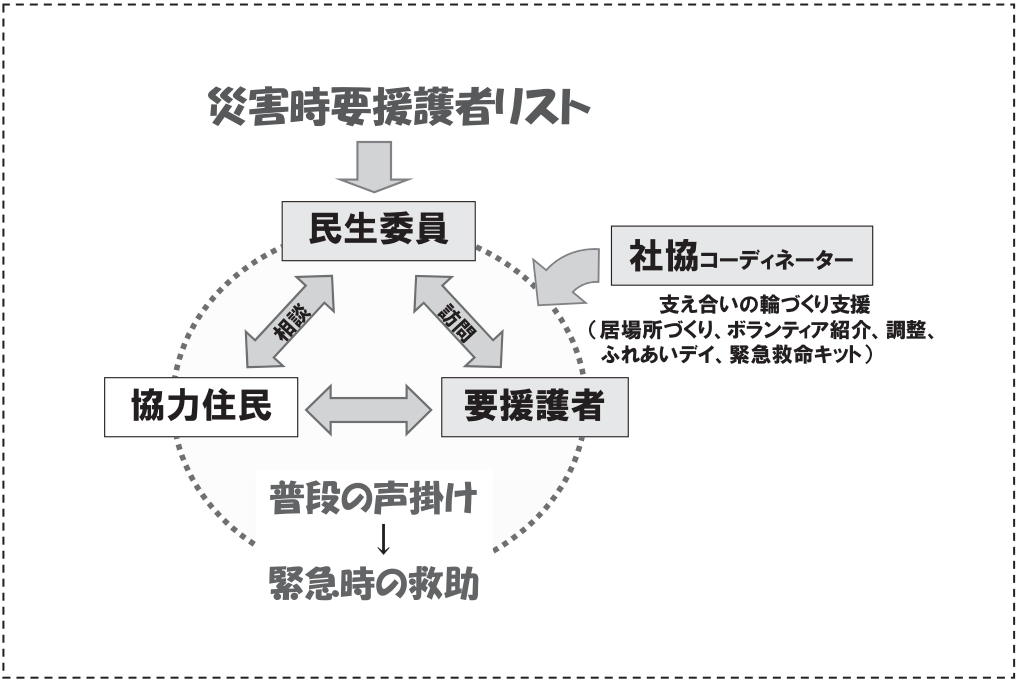 災害時要援護者リスト
民生委員
社協コーディネーター
支え合いの輪づくり支援
（居場所づくり、ボランティア紹介、調整、
ふれあいデイ、緊急救命キット）
相談
訪問
協力住民
要援護者
普段の声掛け
↓
緊急時の救助